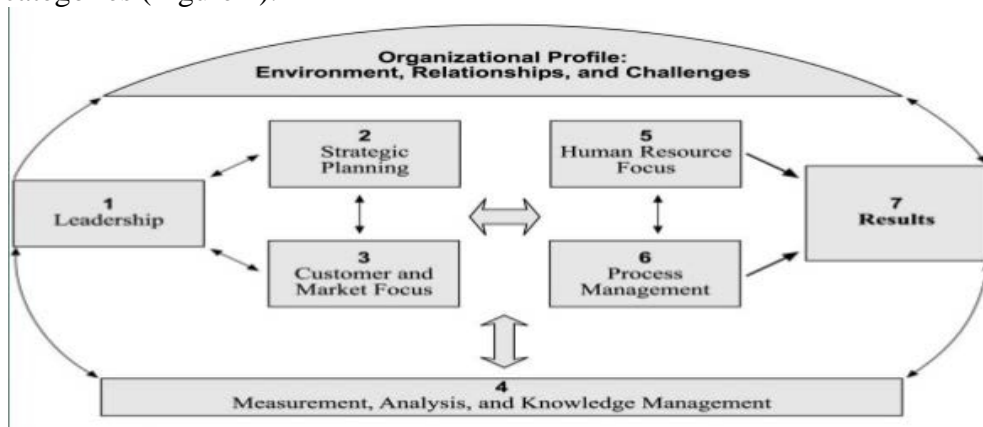 categories (Figure 1).
Organizational Profile:
Environment, Relationships, and Challenges
2
Strategic
Planning
5
Human Resource
Focus
1
Leadership
7
Results
3
Customer and
Market Focus
6
Process
Management
4
Measurement, Analysis, and Knowledge Management